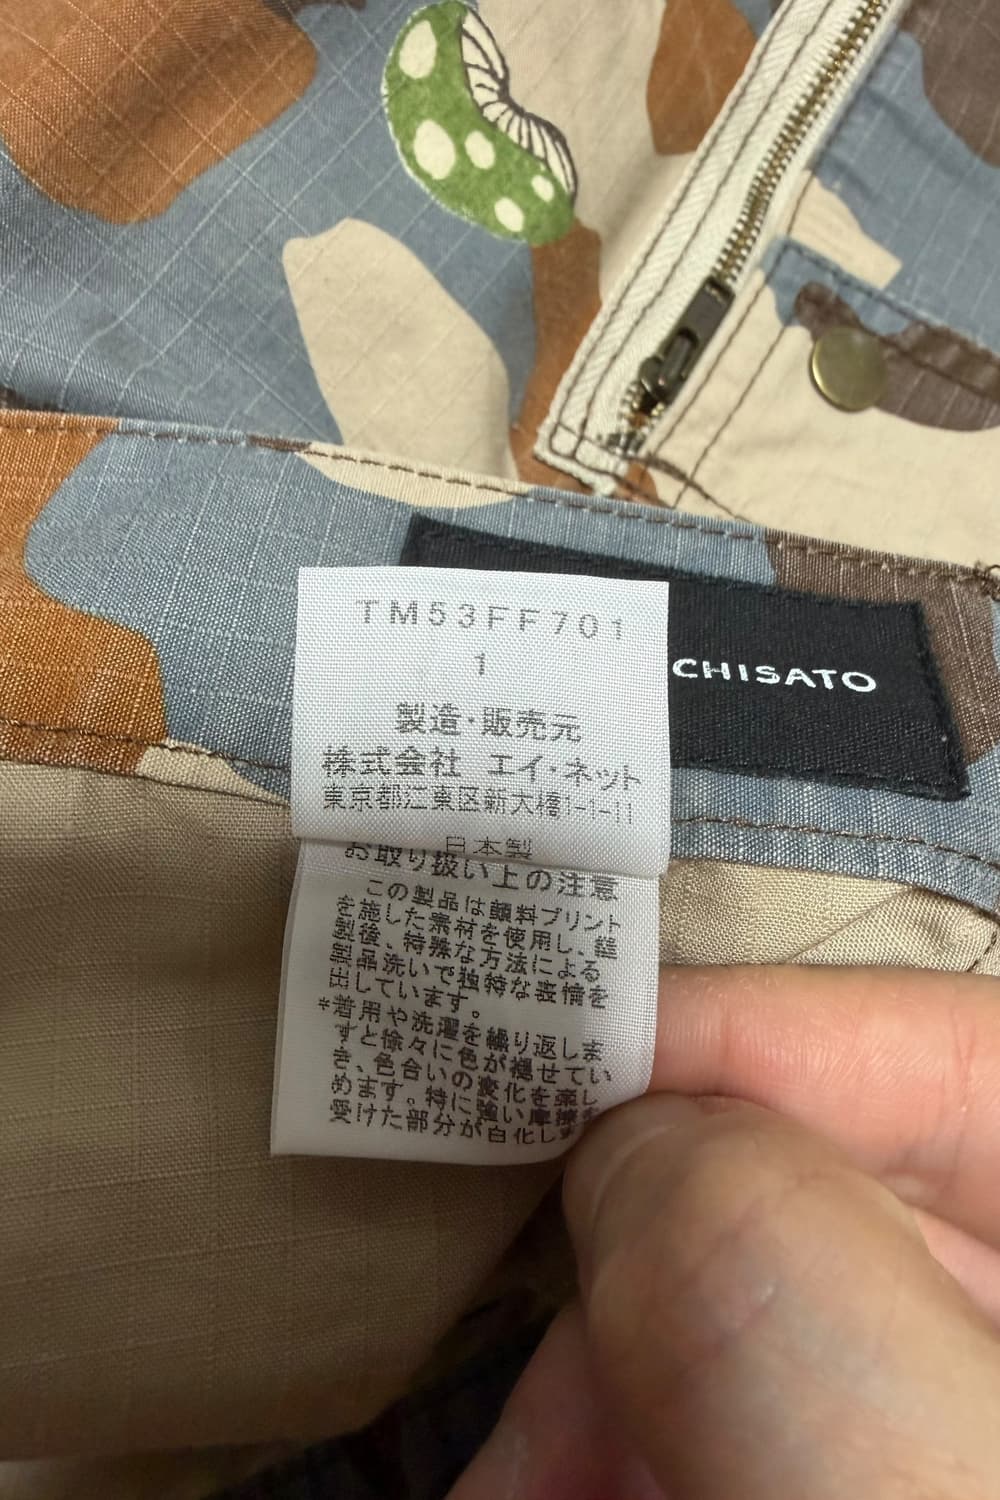 TM53FF701
1
製造・販売元
株式会社 エイ・ネット
東京都江東区新大橋1-1-11
日本製
お取り扱い上の注意
この製品は顔料プリント
を施した素材を使用し、縫
製後、特殊な方法による
製品洗いで独特な表情を
出しています。
*着用や洗濯を繰り返しま
すと徐々に色が褪せてい
き、色合いの変化を楽し
めます。特に強い摩擦を
受けた部分が白化しま
CHISATO